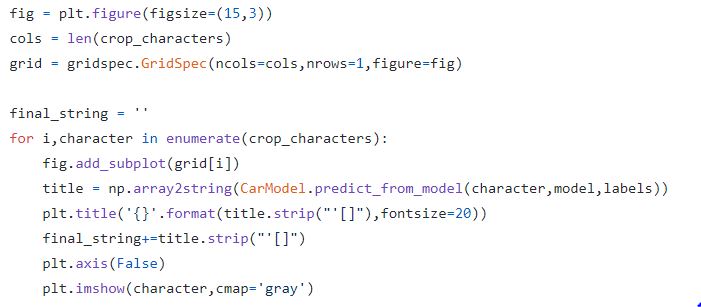 fig = plt.figure(figsize=(15,3))
cols = len(crop_characters)
grid = gridspec.GridSpec(ncols=cols,nrows=1,figure=fig)

final_string = ''
for i,character in enumerate(crop_characters):
    fig.add_subplot(grid[i])
    title = np.array2string(CarModel.predict_from_model(character,model,labels))
    plt.title('{}'.format(title.strip("'[]"),fontsize=20))
    final_string+=title.strip("'[]")
    plt.axis(False)
    plt.imshow(character,cmap='gray')